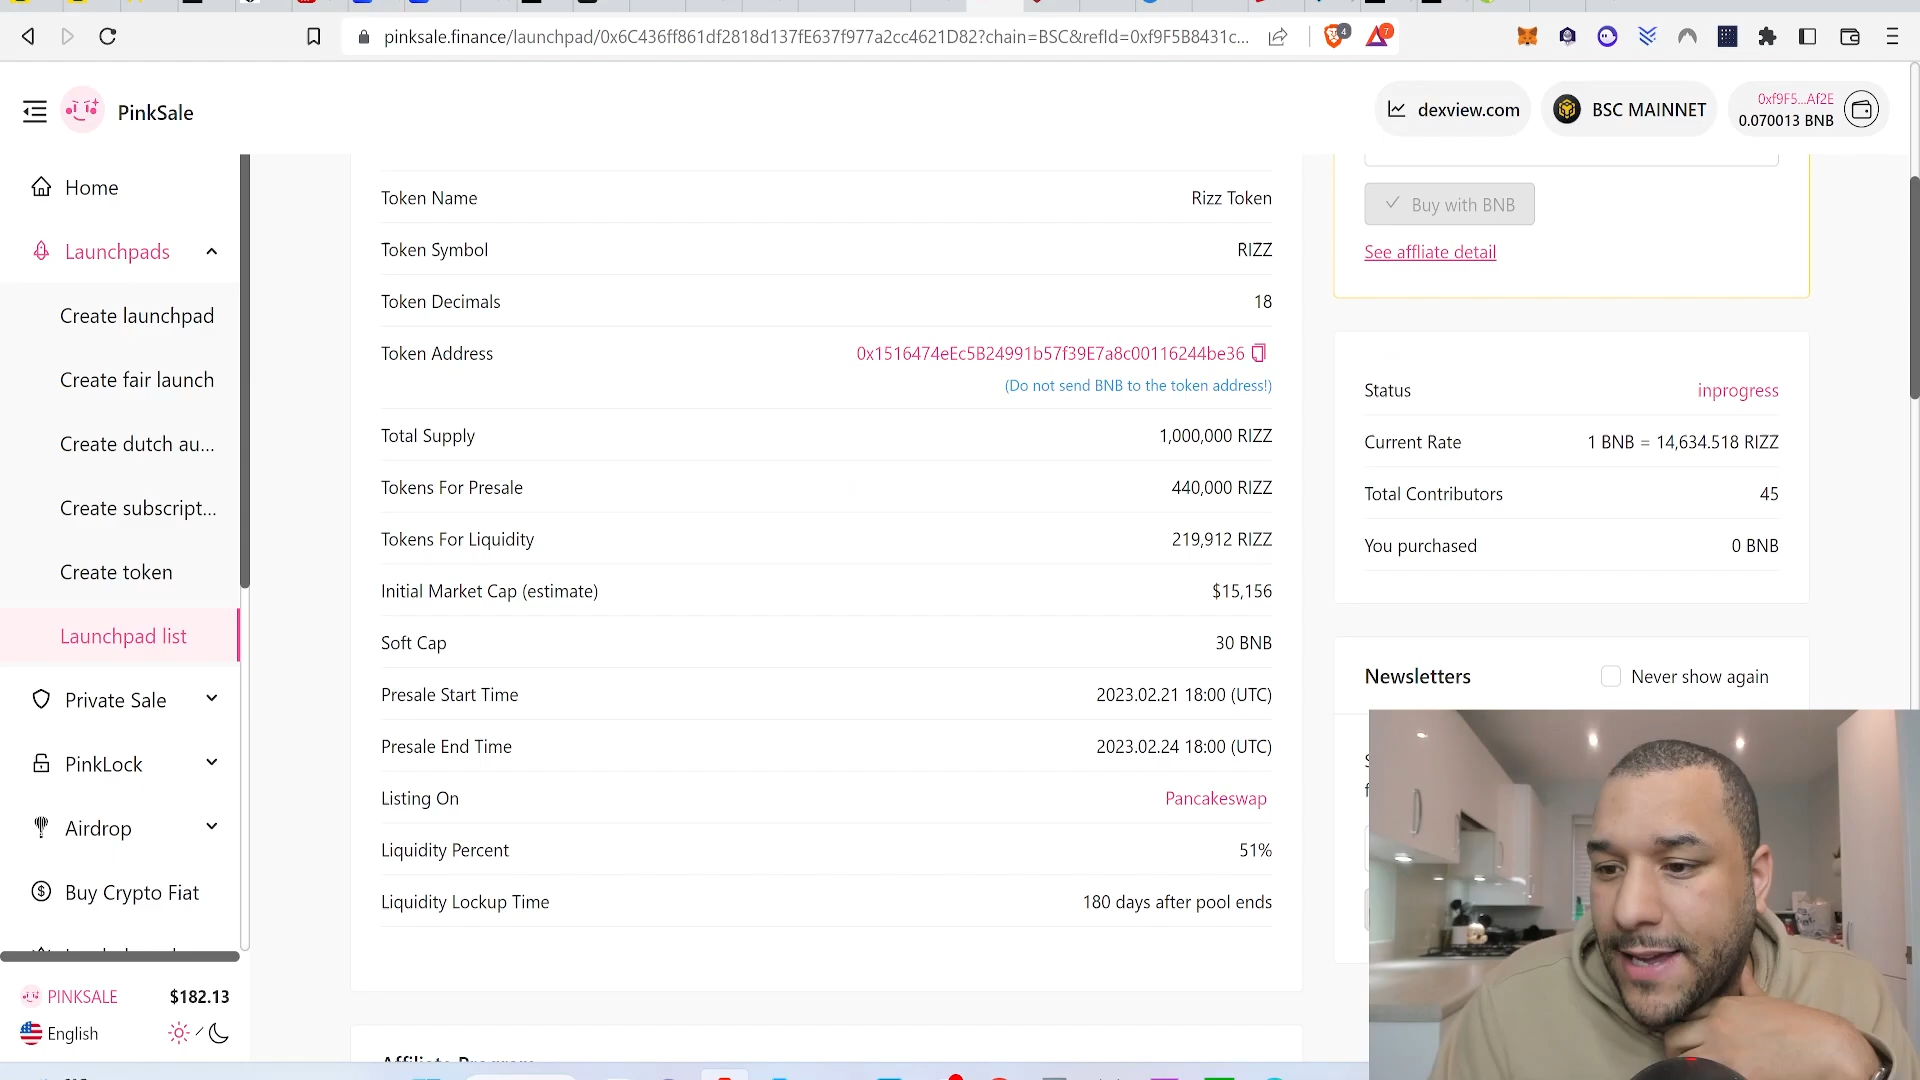 pinksale.finance/launchpad/0x6C436ff861df2818d137fE637f977a2cc4621D82?chain=BSC&refId=0xf9F5B8431c...
4
7
PinkSale
dexview.com
BSC MAINNET
0xf9F5...Af2E
0.070013 BNB
Home
Launchpads
Create launchpad
Create fair launch
Create dutch au...
Create subscript...
Create token
Launchpad list
Private Sale
PinkLock
Airdrop
Buy Crypto Fiat
PINKSALE $182.13
English
Token Name Rizz Token
Token Symbol RIZZ
Token Decimals 18
Token Address 0x1516474eEc5B24991b57f39E7a8c00116244be36
(Do not send BNB to the token address!)
Total Supply 1,000,000 RIZZ
Tokens For Presale 440,000 RIZZ
Tokens For Liquidity 219,912 RIZZ
Initial Market Cap (estimate) $15,156
Soft Cap 30 BNB
Presale Start Time 2023.02.21 18:00 (UTC)
Presale End Time 2023.02.24 18:00 (UTC)
Listing On Pancakeswap
Liquidity Percent 51%
Liquidity Lockup Time 180 days after pool ends
Affiliate Program
Buy with BNB
See affliate detail
Status inprogress
Current Rate 1 BNB = 14,634.518 RIZZ
Total Contributors 45
You purchased 0 BNB
Newsletters Never show again